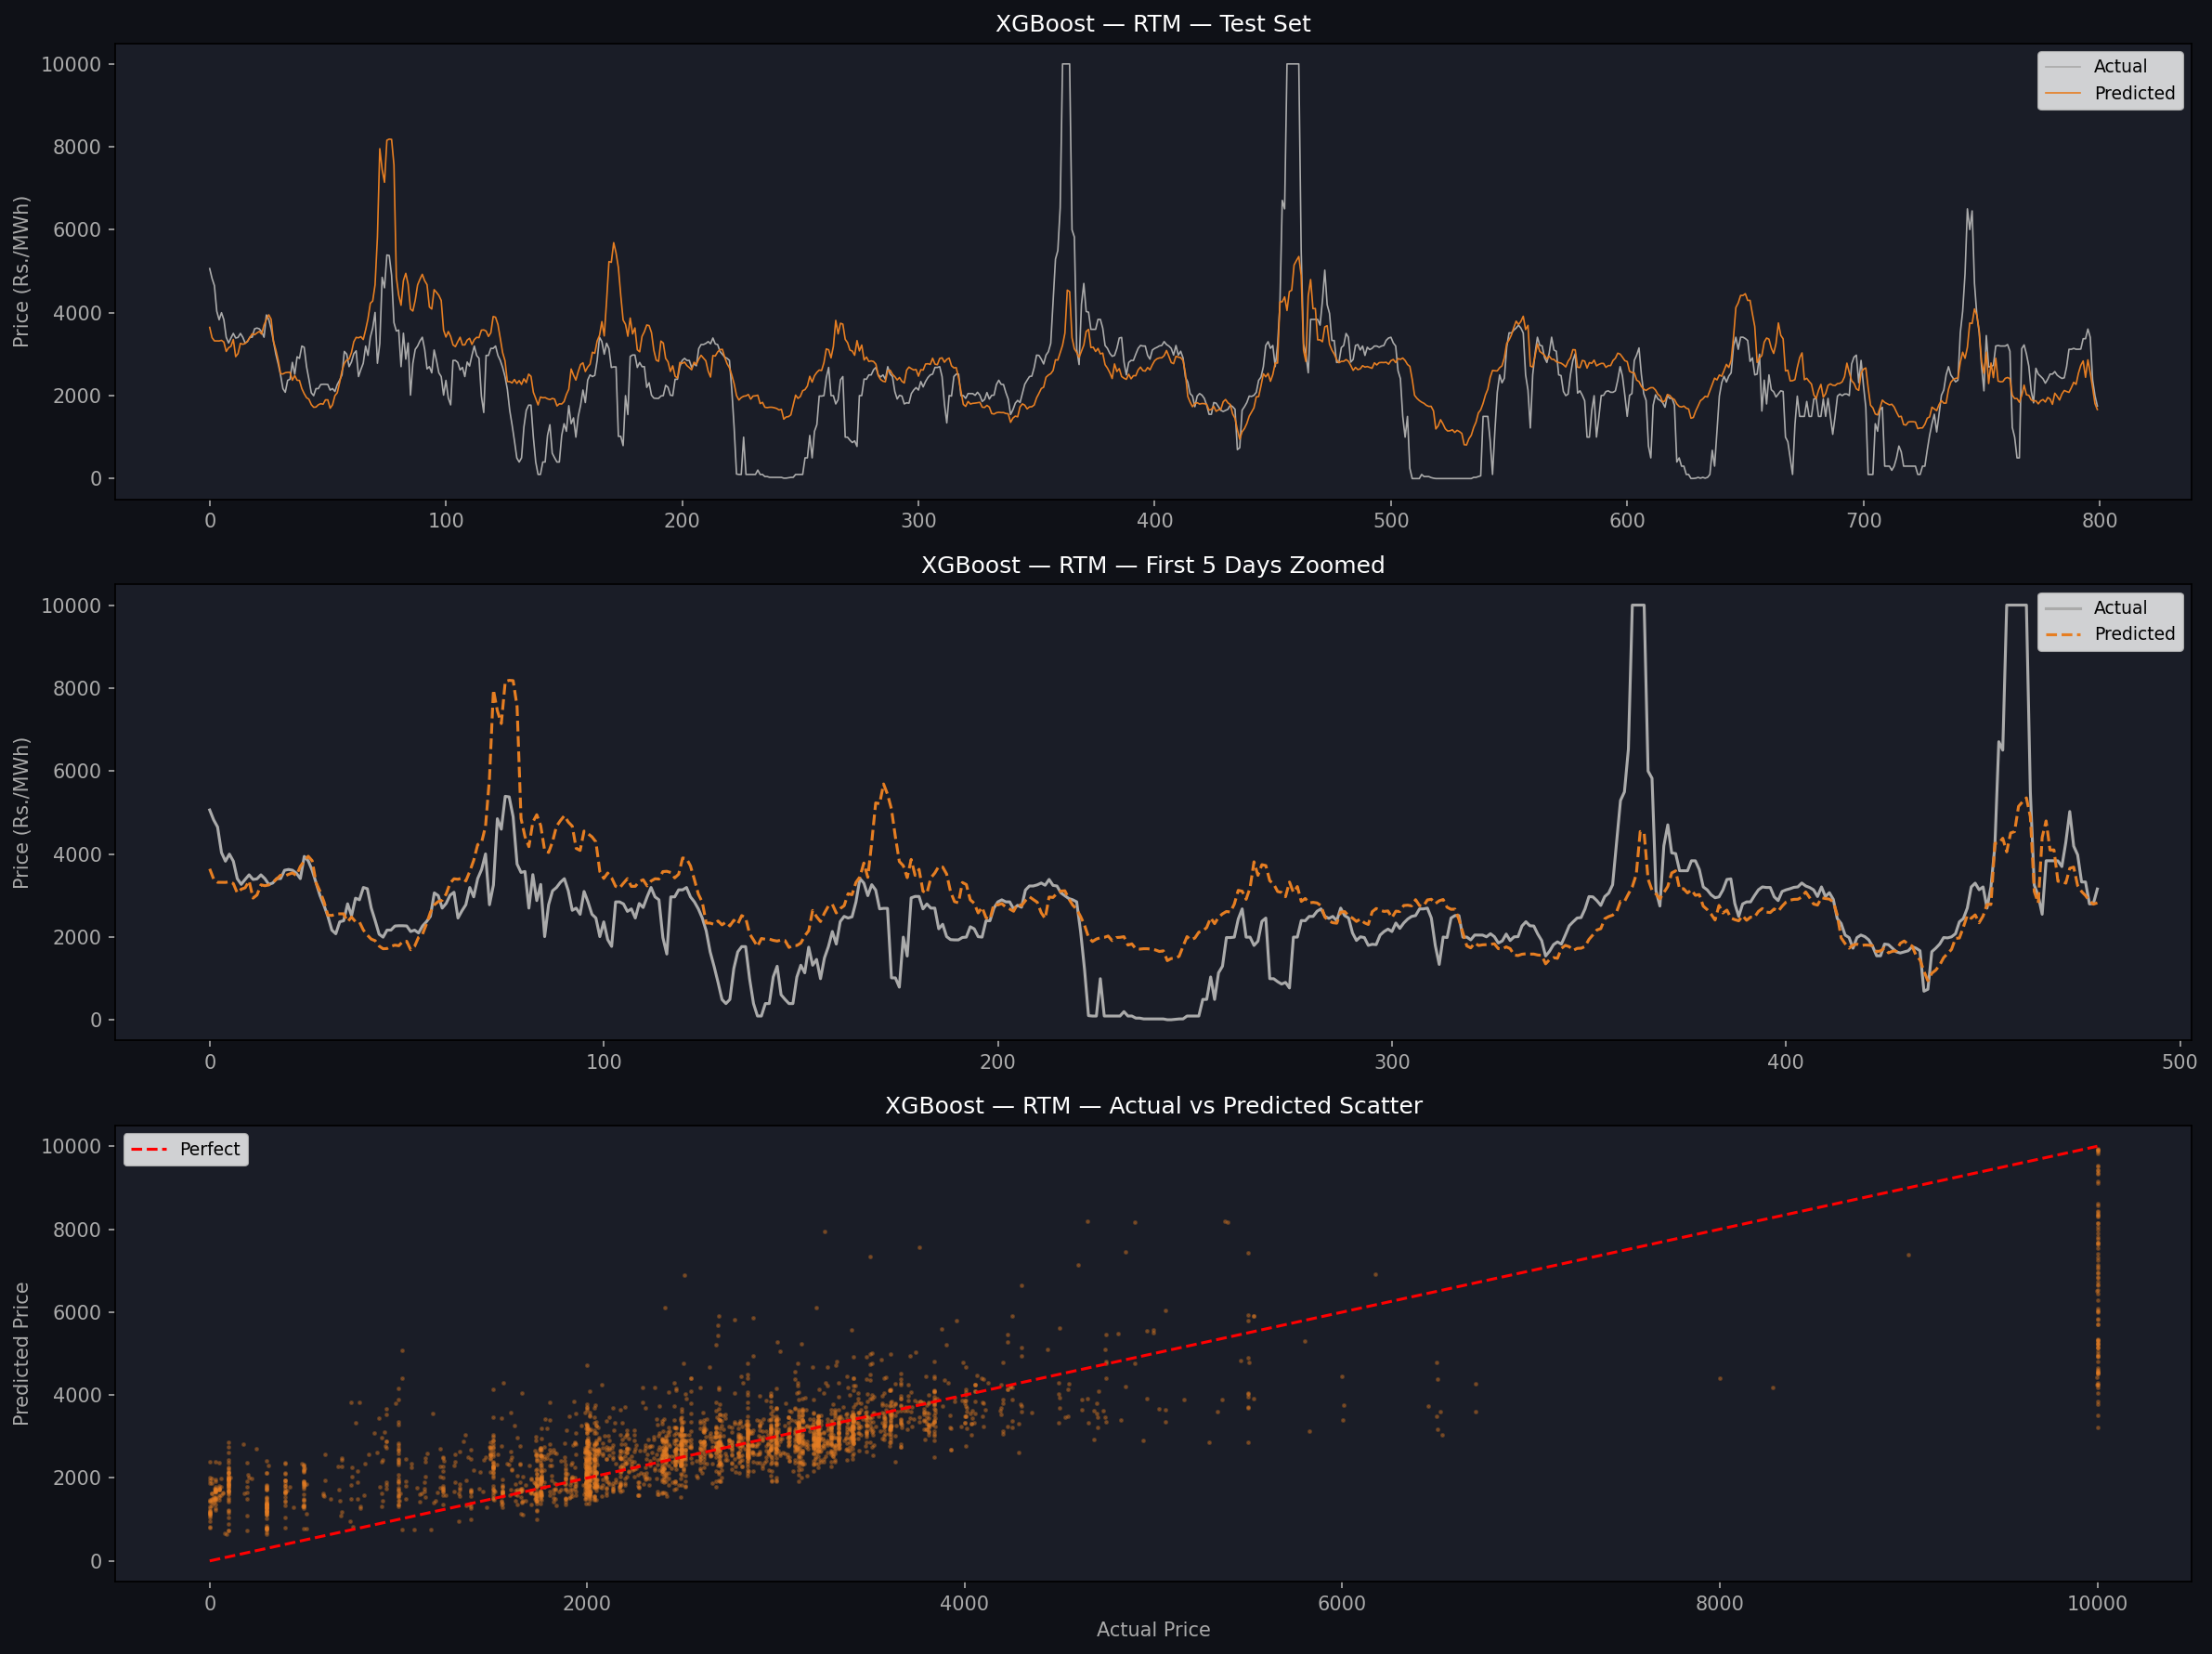 XGBoost — RTM — Test Set
Price (Rs./MWh)
10000
8000
6000
4000
2000
0
Actual
Predicted
0 100 200 300 400 500 600 700 800
XGBoost — RTM — First 5 Days Zoomed
Price (Rs./MWh)
10000
8000
6000
4000
2000
0
Actual
Predicted
0 100 200 300 400 500
XGBoost — RTM — Actual vs Predicted Scatter
Predicted Price
10000
8000
6000
4000
2000
0
Perfect
0 2000 4000 6000 8000 10000
Actual Price